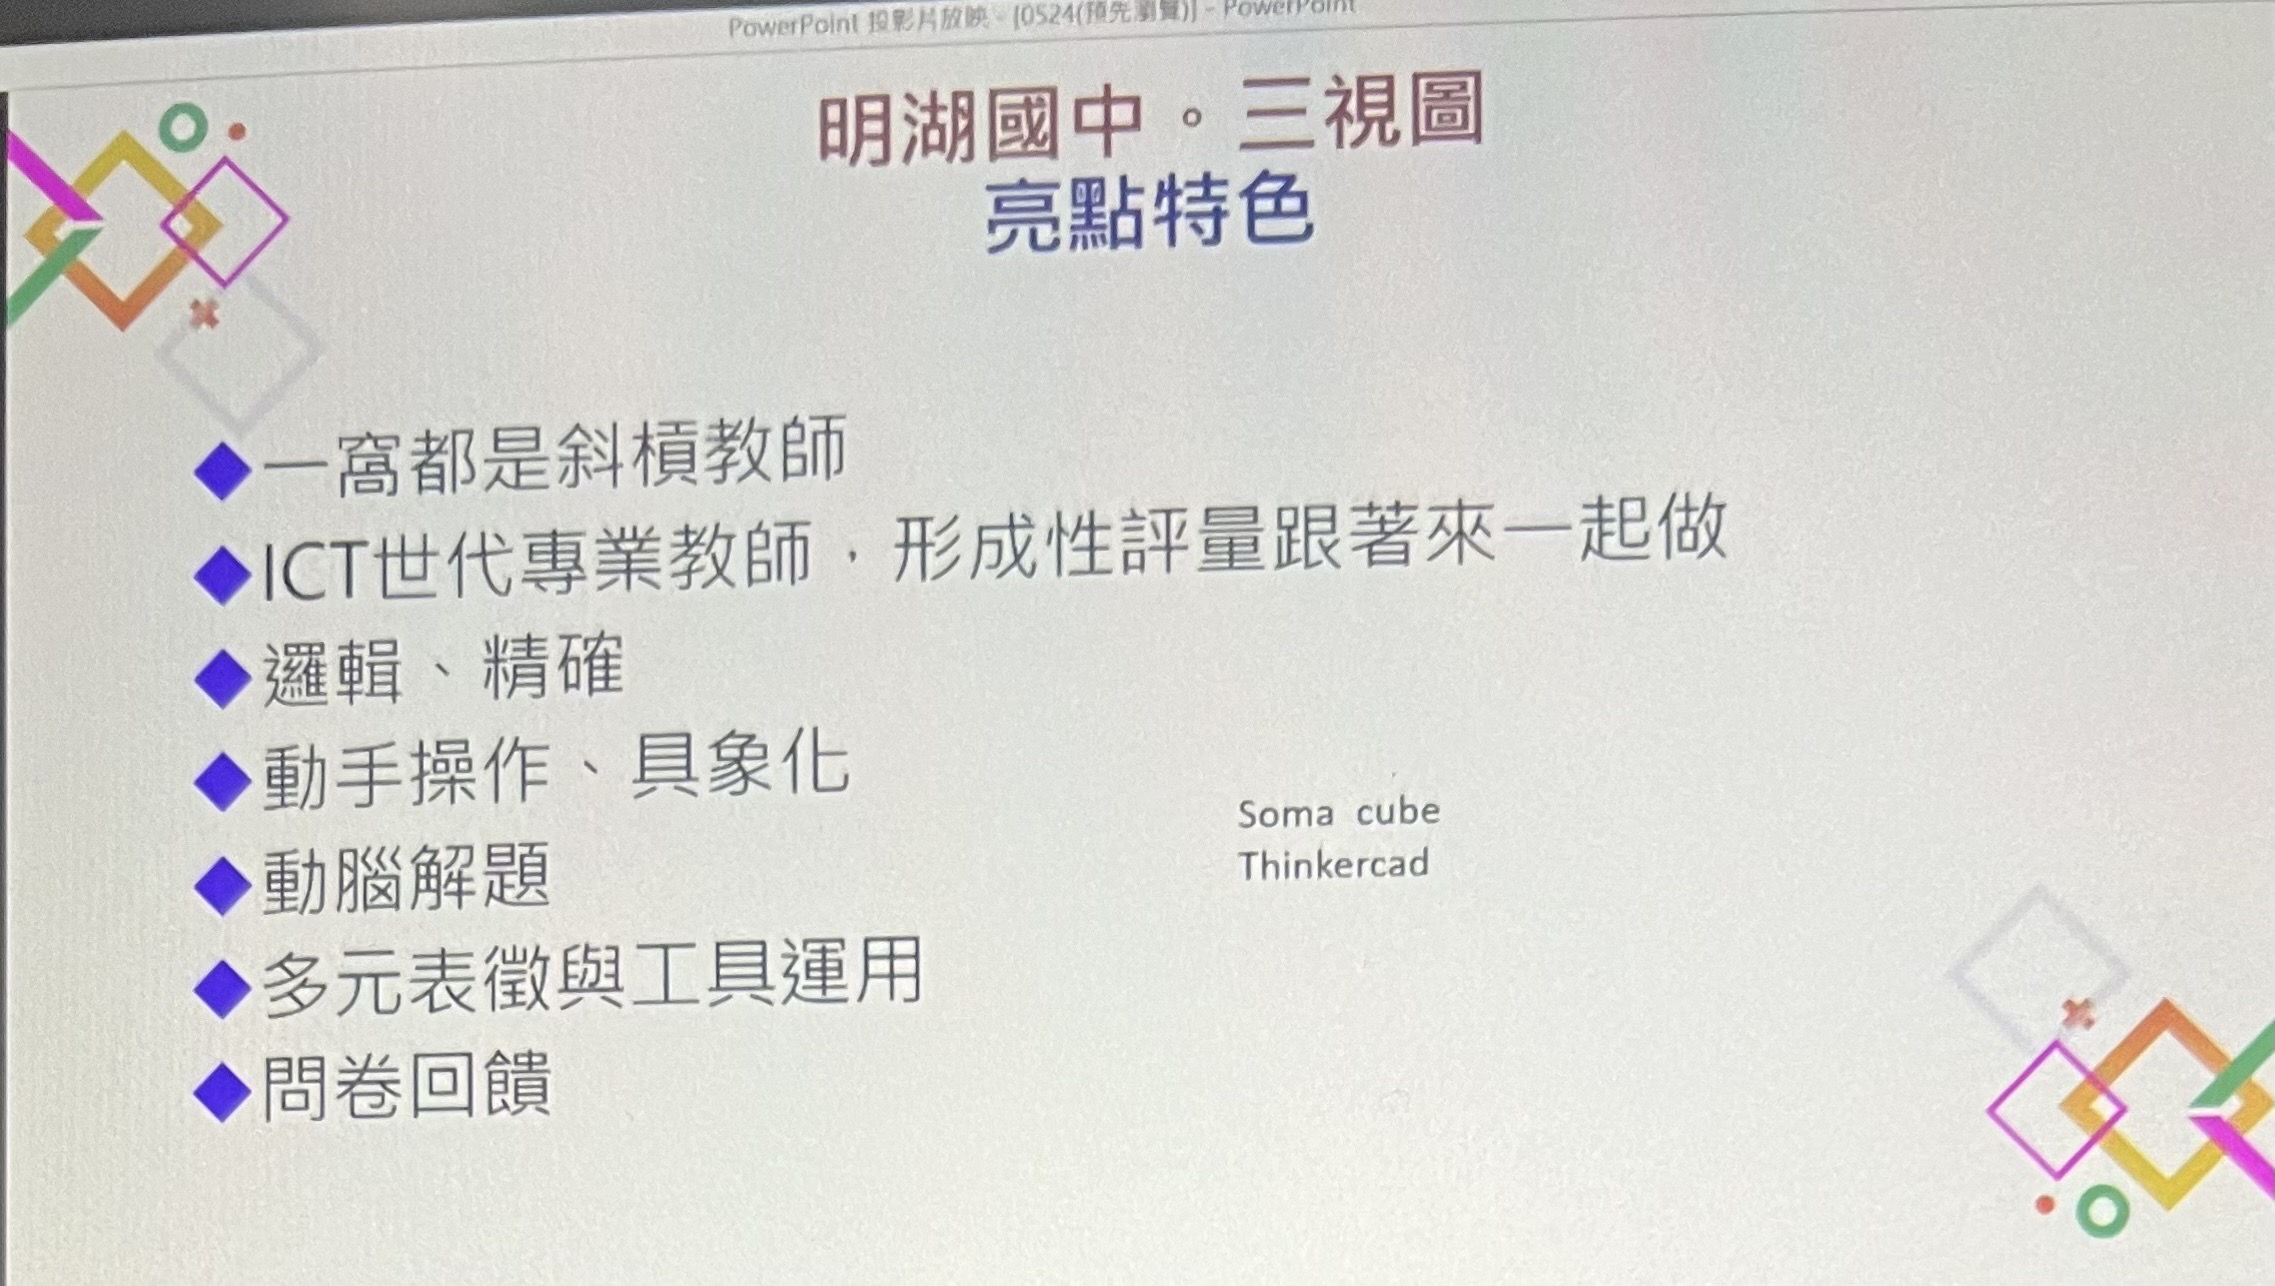 PowerPoint 投影片放映 - [0524(預先瀏覽)] - PowerPoint
明湖國中。三視圖
亮點特色
一窩都是斜槓教師
ICT世代專業教師，形成性評量跟著來一起做
邏輯、精確
動手操作、具象化
動腦解題
多元表徵與工具運用
問卷回饋
Soma cube
Thinkercad